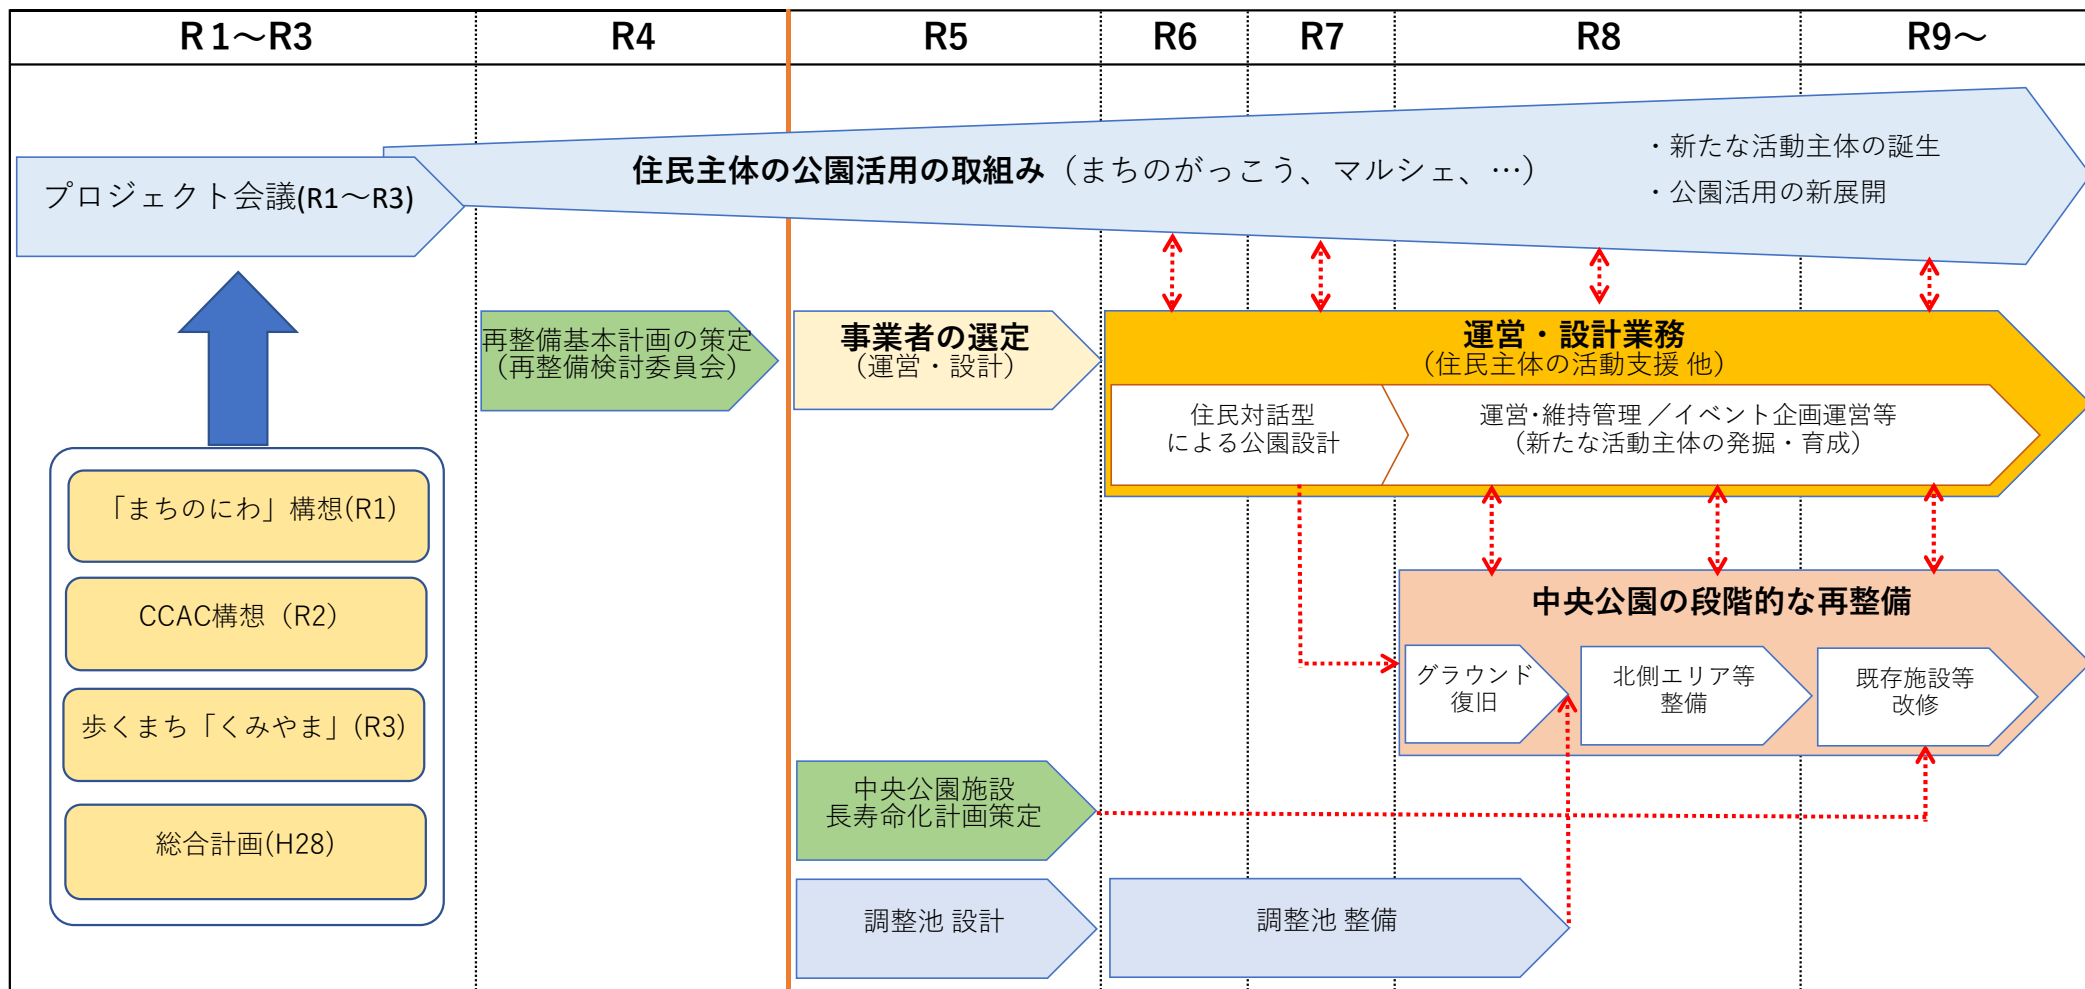 R1～R3
R4
R5
R6
R7
R8
R9～
住民主体の公園活用の取組み（まちのがっこう、マルシェ、…）
・新たな活動主体の誕生
・公園活用の新展開
プロジェクト会議(R1～R3)
再整備基本計画の策定
(再整備検討委員会)
事業者の選定
（運営・設計）
運営・設計業務
(住民主体の活動支援 他)
住民対話型
による公園設計
運営･維持管理 ／イベント企画運営等
（新たな活動主体の発掘・育成）
「まちのにわ」構想(R1)
CCAC構想（R2）
歩くまち「くみやま」(R3)
総合計画(H28)
中央公園の段階的な再整備
グラウンド
復旧
北側エリア等
整備
既存施設等
改修
中央公園施設
長寿命化計画策定
調整池 設計
調整池 整備